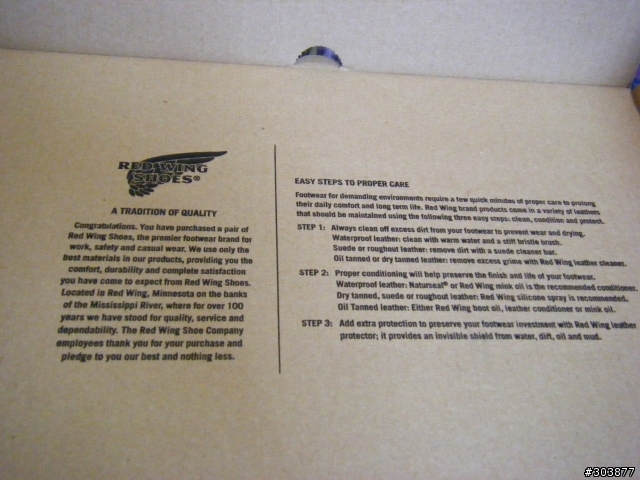 RED WING
SHOES®
A TRADITION OF QUALITY
Congratulations. You have purchased a pair of
Red Wing Shoes, the premier footwear brand for
work, safety and casual wear. We use only the
best materials in our products, providing you the
comfort, durability and complete satisfaction
you have come to expect from Red Wing Shoes.
Located in Red Wing, Minnesota on the banks
of the Mississippi River, where for over 100
years we have stood for quality, service and
dependability. The Red Wing Shoe Company
employees thank you for your purchase and
pledge to you our best and nothing less.
EASY STEPS TO PROPER CARE
Footwear for demanding environments require a few quick minutes of proper care to prolong
their daily comfort and long term life. Red Wing brand products come in a variety of leathers
that should be maintained using the following three easy steps: clean, condition and protect.
STEP 1: Always clean off excess dirt from your footwear to prevent wear and drying.
Waterproof leather: clean with warm water and a stiff bristle brush.
Suede or roughout leather: remove dirt with a suede cleaner bar.
Oil tanned or dry tanned leather: remove excess grime with Red Wing leather cleaner.
STEP 2: Proper conditioning will help preserve the finish and life of your footwear.
Waterproof leather: Naturseal® or Red Wing mink oil is the recommended conditioner.
Dry tanned, suede or roughout leather: Red Wing silicone spray is recommended.
Oil Tanned leather: Either Red Wing boot oil, leather conditioner or mink oil.
STEP 3: Add extra protection to preserve your footwear investment with Red Wing leather
protector; it provides an invisible shield from water, dirt, oil and mud.
#303877